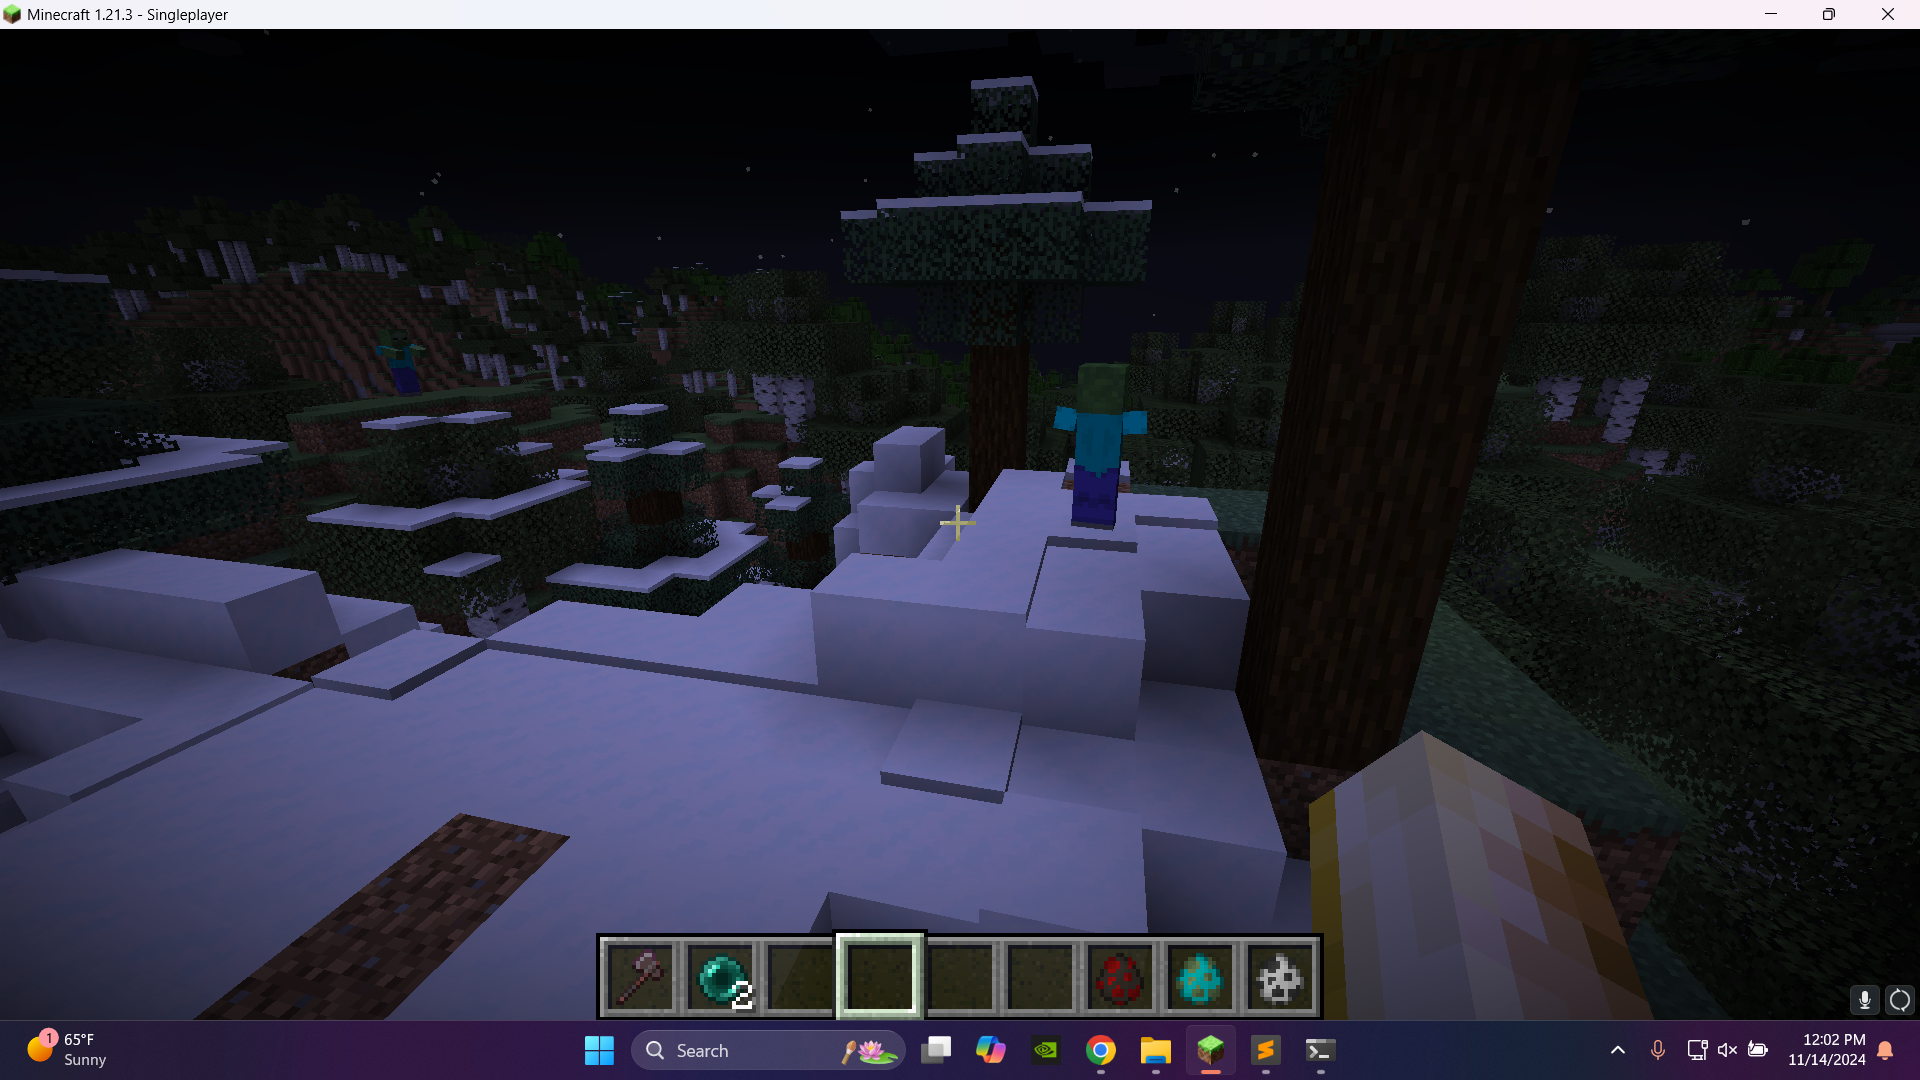 Minecraft 1.21.3 - Singleplayer
2
1
65°F
Sunny
Search
12:02 PM
11/14/2024